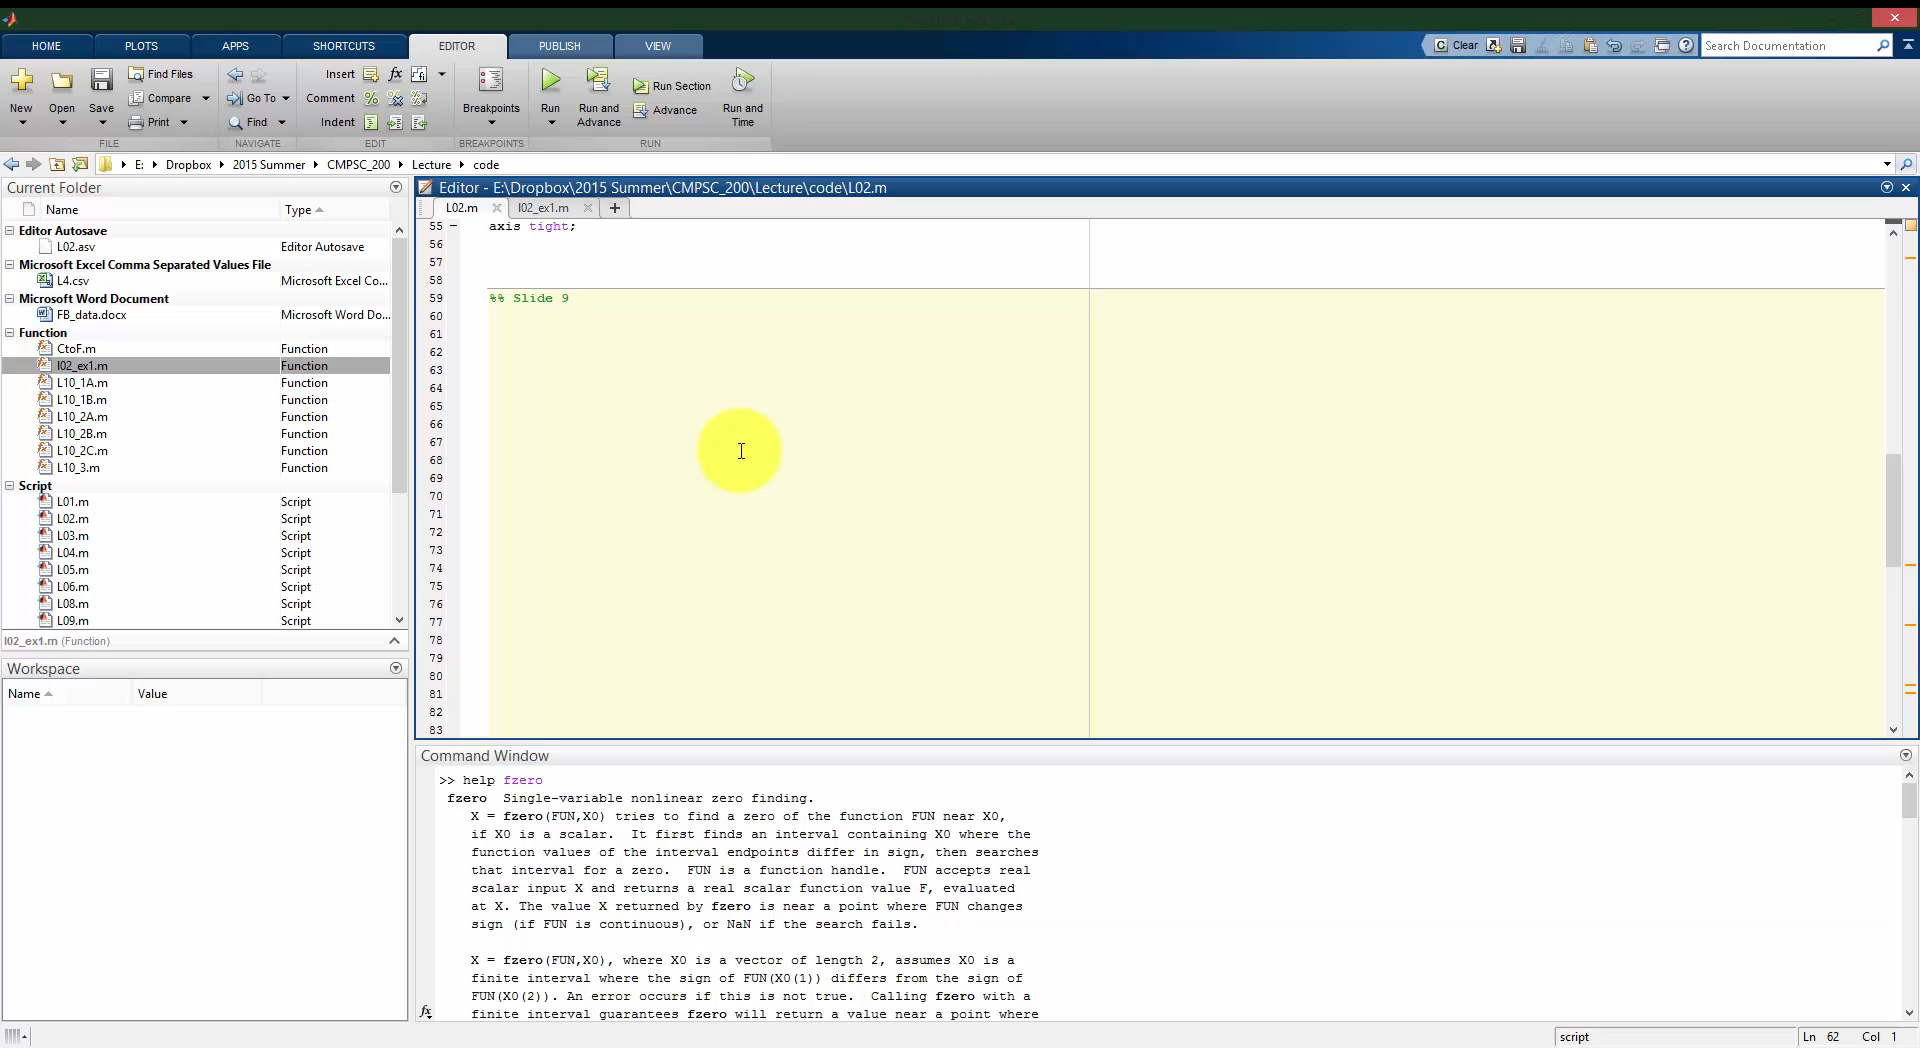 HOME PLOTS APPS SHORTCUTS EDITOR PUBLISH VIEW Clear Search Documentation
New Open Save Find Files Compare Print
FILE
Go To Find
NAVIGATE
Insert fx
Comment
Indent
EDIT
Breakpoints
BREAKPOINTS
Run Run and Advance Run Section Advance Run and Time
RUN
E: Dropbox 2015 Summer CMPSC_200 Lecture code
Current Folder
Name Type
Editor Autosave
L02.asv Editor Autosave
Microsoft Excel Comma Separated Values File
L4.csv Microsoft Excel Co...
Microsoft Word Document
FB_data.docx Microsoft Word Do...
Function
CtoF.m Function
l02_ex1.m Function
L10_1A.m Function
L10_1B.m Function
L10_2A.m Function
L10_2B.m Function
L10_2C.m Function
L10_3.m Function
Script
L01.m Script
L02.m Script
L03.m Script
L04.m Script
L05.m Script
L06.m Script
L08.m Script
L09.m Script
l02_ex1.m (Function)
Workspace
Name Value
Editor - E:\Dropbox\2015 Summer\CMPSC_200\Lecture\code\L02.m
L02.m l02_ex1.m
55 axis tight;
56
57
58
59 %% Slide 9
60
61
62
63
64
65
66
67
68
69
70
71
72
73
74
75
76
77
78
79
80
81
82
83
Command Window
>> help fzero
fzero Single-variable nonlinear zero finding.
X = fzero(FUN,X0) tries to find a zero of the function FUN near X0,
if X0 is a scalar. It first finds an interval containing X0 where the
function values of the interval endpoints differ in sign, then searches
that interval for a zero. FUN is a function handle. FUN accepts real
scalar input X and returns a real scalar function value F, evaluated
at X. The value X returned by fzero is near a point where FUN changes
sign (if FUN is continuous), or NaN if the search fails.
X = fzero(FUN,X0), where X0 is a vector of length 2, assumes X0 is a
finite interval where the sign of FUN(X0(1)) differs from the sign of
FUN(X0(2)). An error occurs if this is not true. Calling fzero with a
finite interval guarantees fzero will return a value near a point where
fx
script Ln 62 Col 1